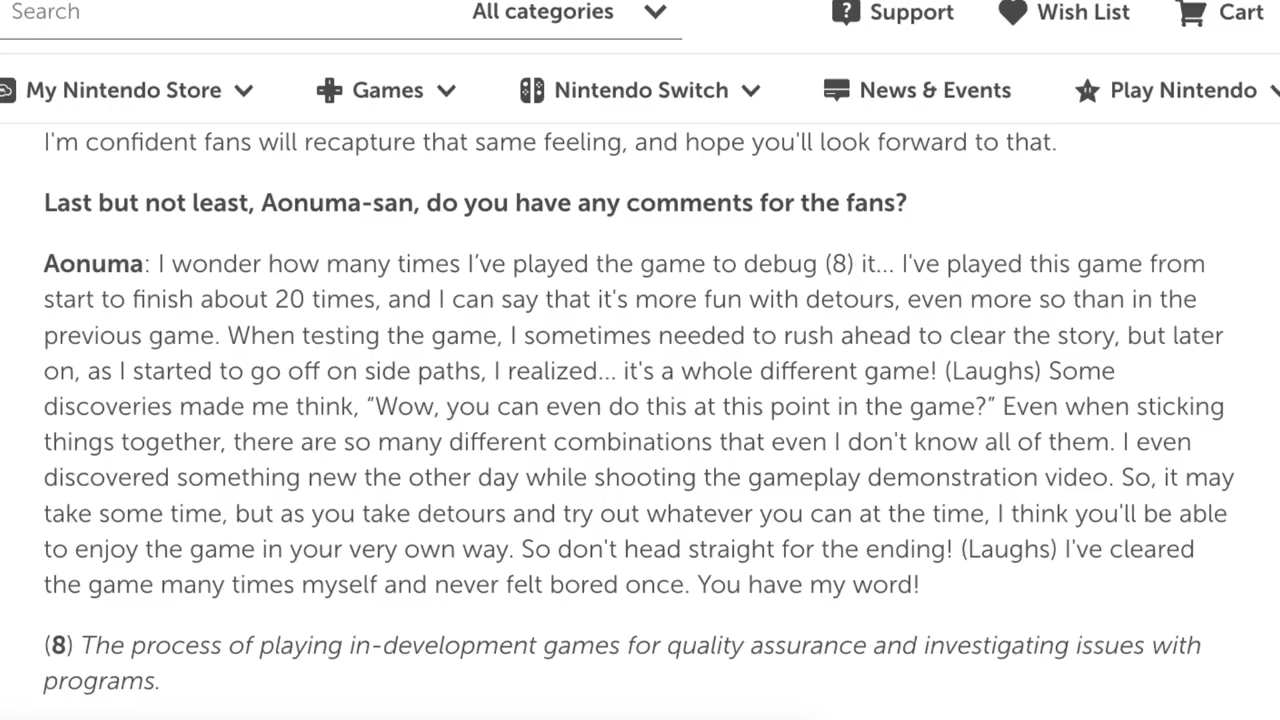 Search
All categories
Support
Wish List
Cart
My Nintendo Store
Games
Nintendo Switch
News & Events
Play Nintendo
I'm confident fans will recapture that same feeling, and hope you'll look forward to that.
Last but not least, Aonuma-san, do you have any comments for the fans?
Aonuma: I wonder how many times I’ve played the game to debug (8) it... I've played this game from
start to finish about 20 times, and I can say that it's more fun with detours, even more so than in the
previous game. When testing the game, I sometimes needed to rush ahead to clear the story, but later
on, as I started to go off on side paths, I realized... it's a whole different game! (Laughs) Some
discoveries made me think, “Wow, you can even do this at this point in the game?” Even when sticking
things together, there are so many different combinations that even I don't know all of them. I even
discovered something new the other day while shooting the gameplay demonstration video. So, it may
take some time, but as you take detours and try out whatever you can at the time, I think you'll be able
to enjoy the game in your very own way. So don't head straight for the ending! (Laughs) I've cleared
the game many times myself and never felt bored once. You have my word!
(8) The process of playing in-development games for quality assurance and investigating issues with
programs.